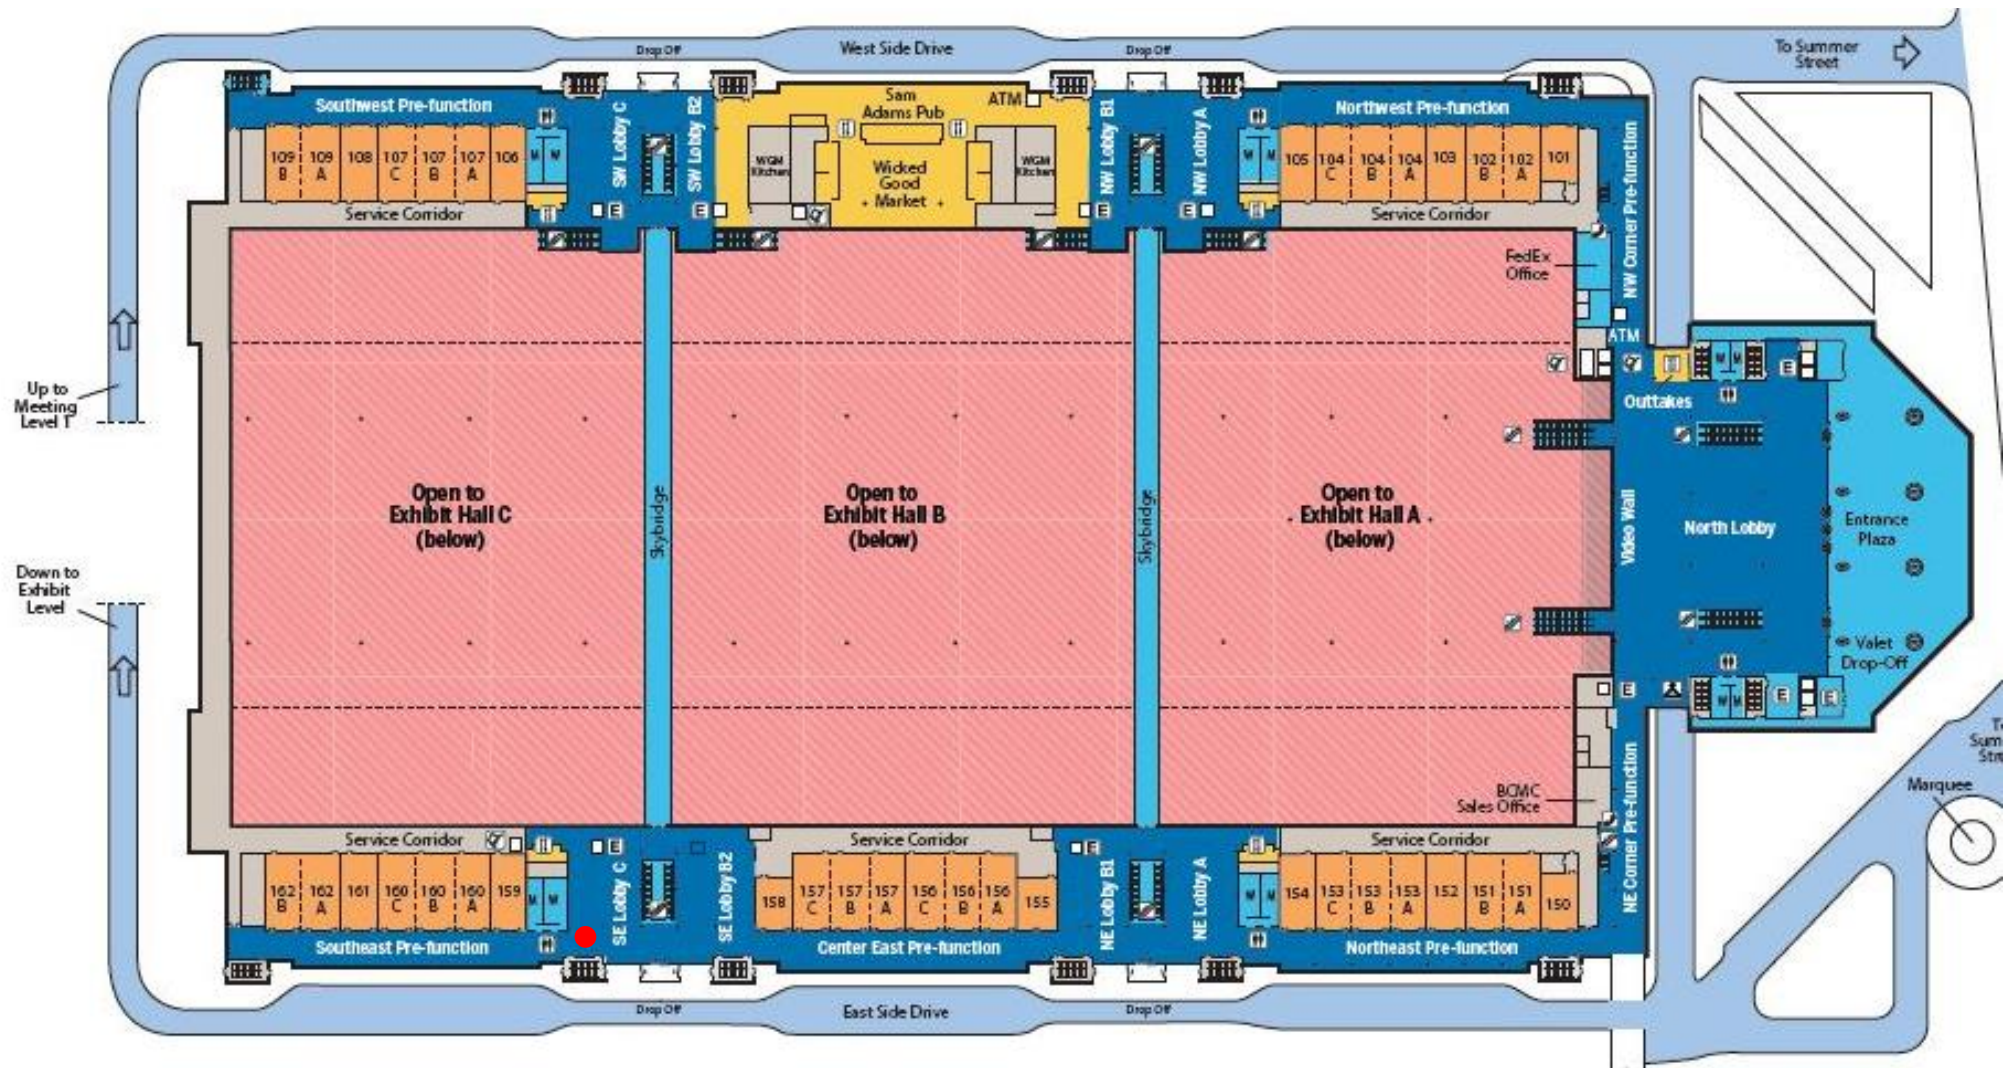 Drop Off
West Side Drive
Drop Off
To Summer
Street
Southwest Pre-function
SW Lobby C
SW Lobby B2
Sam
Adams Pub
ATM
NW Lobby B1
NW Lobby A
Northwest Pre-function
109
B
109
A
108
107
C
107
B
107
A
106
M
W
WGM
Kitchen
Wicked
Good
Market
WGM
Kitchen
W
M
105
104
C
104
B
104
A
103
102
B
102
A
101
NW Corner Pre-function
Service Corridor
E
E
E
E
Service Corridor
FedEx
Office
ATM
E
Outtakes
Up to
Meeting
Level 1
Open to
Exhibit Hall C
(below)
Skybridge
Open to
Exhibit Hall B
(below)
Skybridge
Open to
Exhibit Hall A
(below)
Video Wall
North Lobby
Entrance
Plaza
Down to
Exhibit
Level
Valet
Drop-Off
E
E
E
To
Sum
Stre
Marquee
BCMC
Sales Office
NE Corner Pre-function
Service Corridor
E
Service Corridor
E
Service Corridor
162
B
162
A
161
160
C
160
B
160
A
159
M
W
SE Lobby C
SE Lobby B2
158
157
C
157
B
157
A
156
C
156
B
156
A
155
NE Lobby B1
NE Lobby A
W
M
154
153
C
153
B
153
A
152
151
B
151
A
150
Southeast Pre-function
Center East Pre-function
Northeast Pre-function
Drop Off
East Side Drive
Drop Off